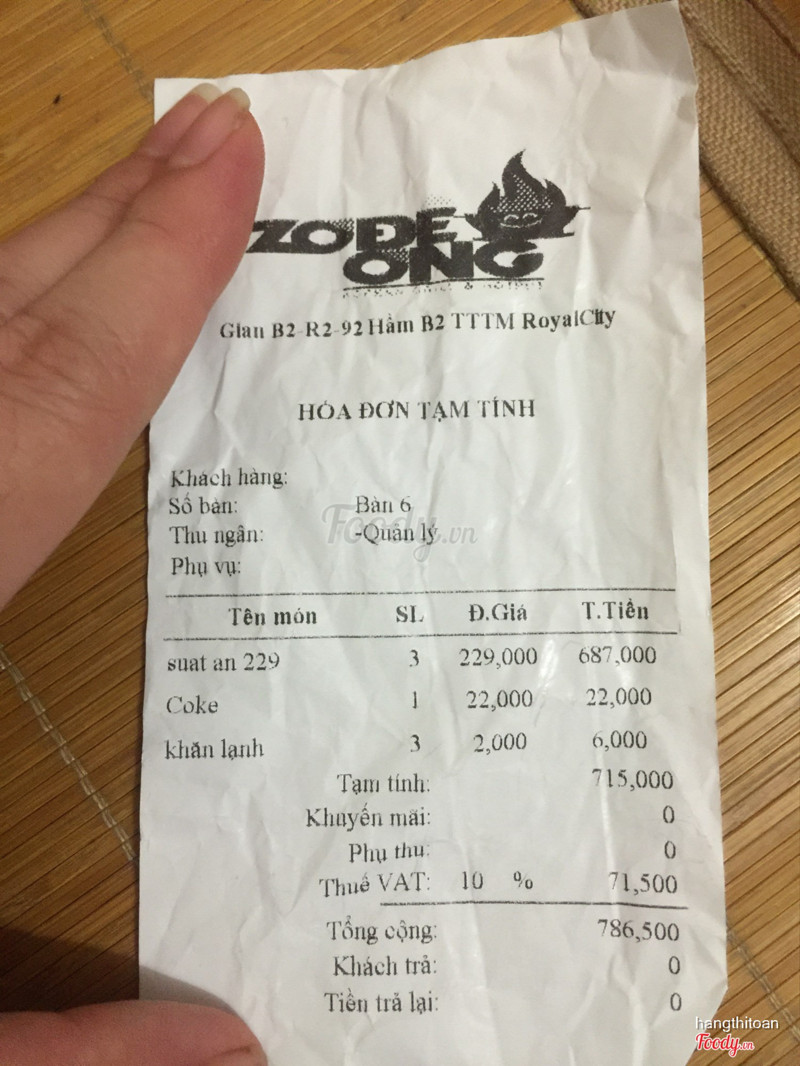 ZODE
ONG
Gian B2-R2-92 Hầm B2 TTTM RoyalCity
HÓA ĐƠN TẠM TÍNH
Khách hàng:
Số bàn: Bàn 6
Thu ngân: -Quản lý
Phụ vụ:
Tên món SL Đ.Giá T.Tiền
suat an 229 3 229,000 687,000
Coke 1 22,000 22,000
khăn lạnh 3 2,000 6,000
Tạm tính: 715,000
Khuyến mãi: 0
Phụ thu: 0
Thuế VAT: 10 % 71,500
Tổng cộng: 786,500
Khách trả: 0
Tiền trả lại: 0
Foody.vn
hangthitoan
Foody.vn